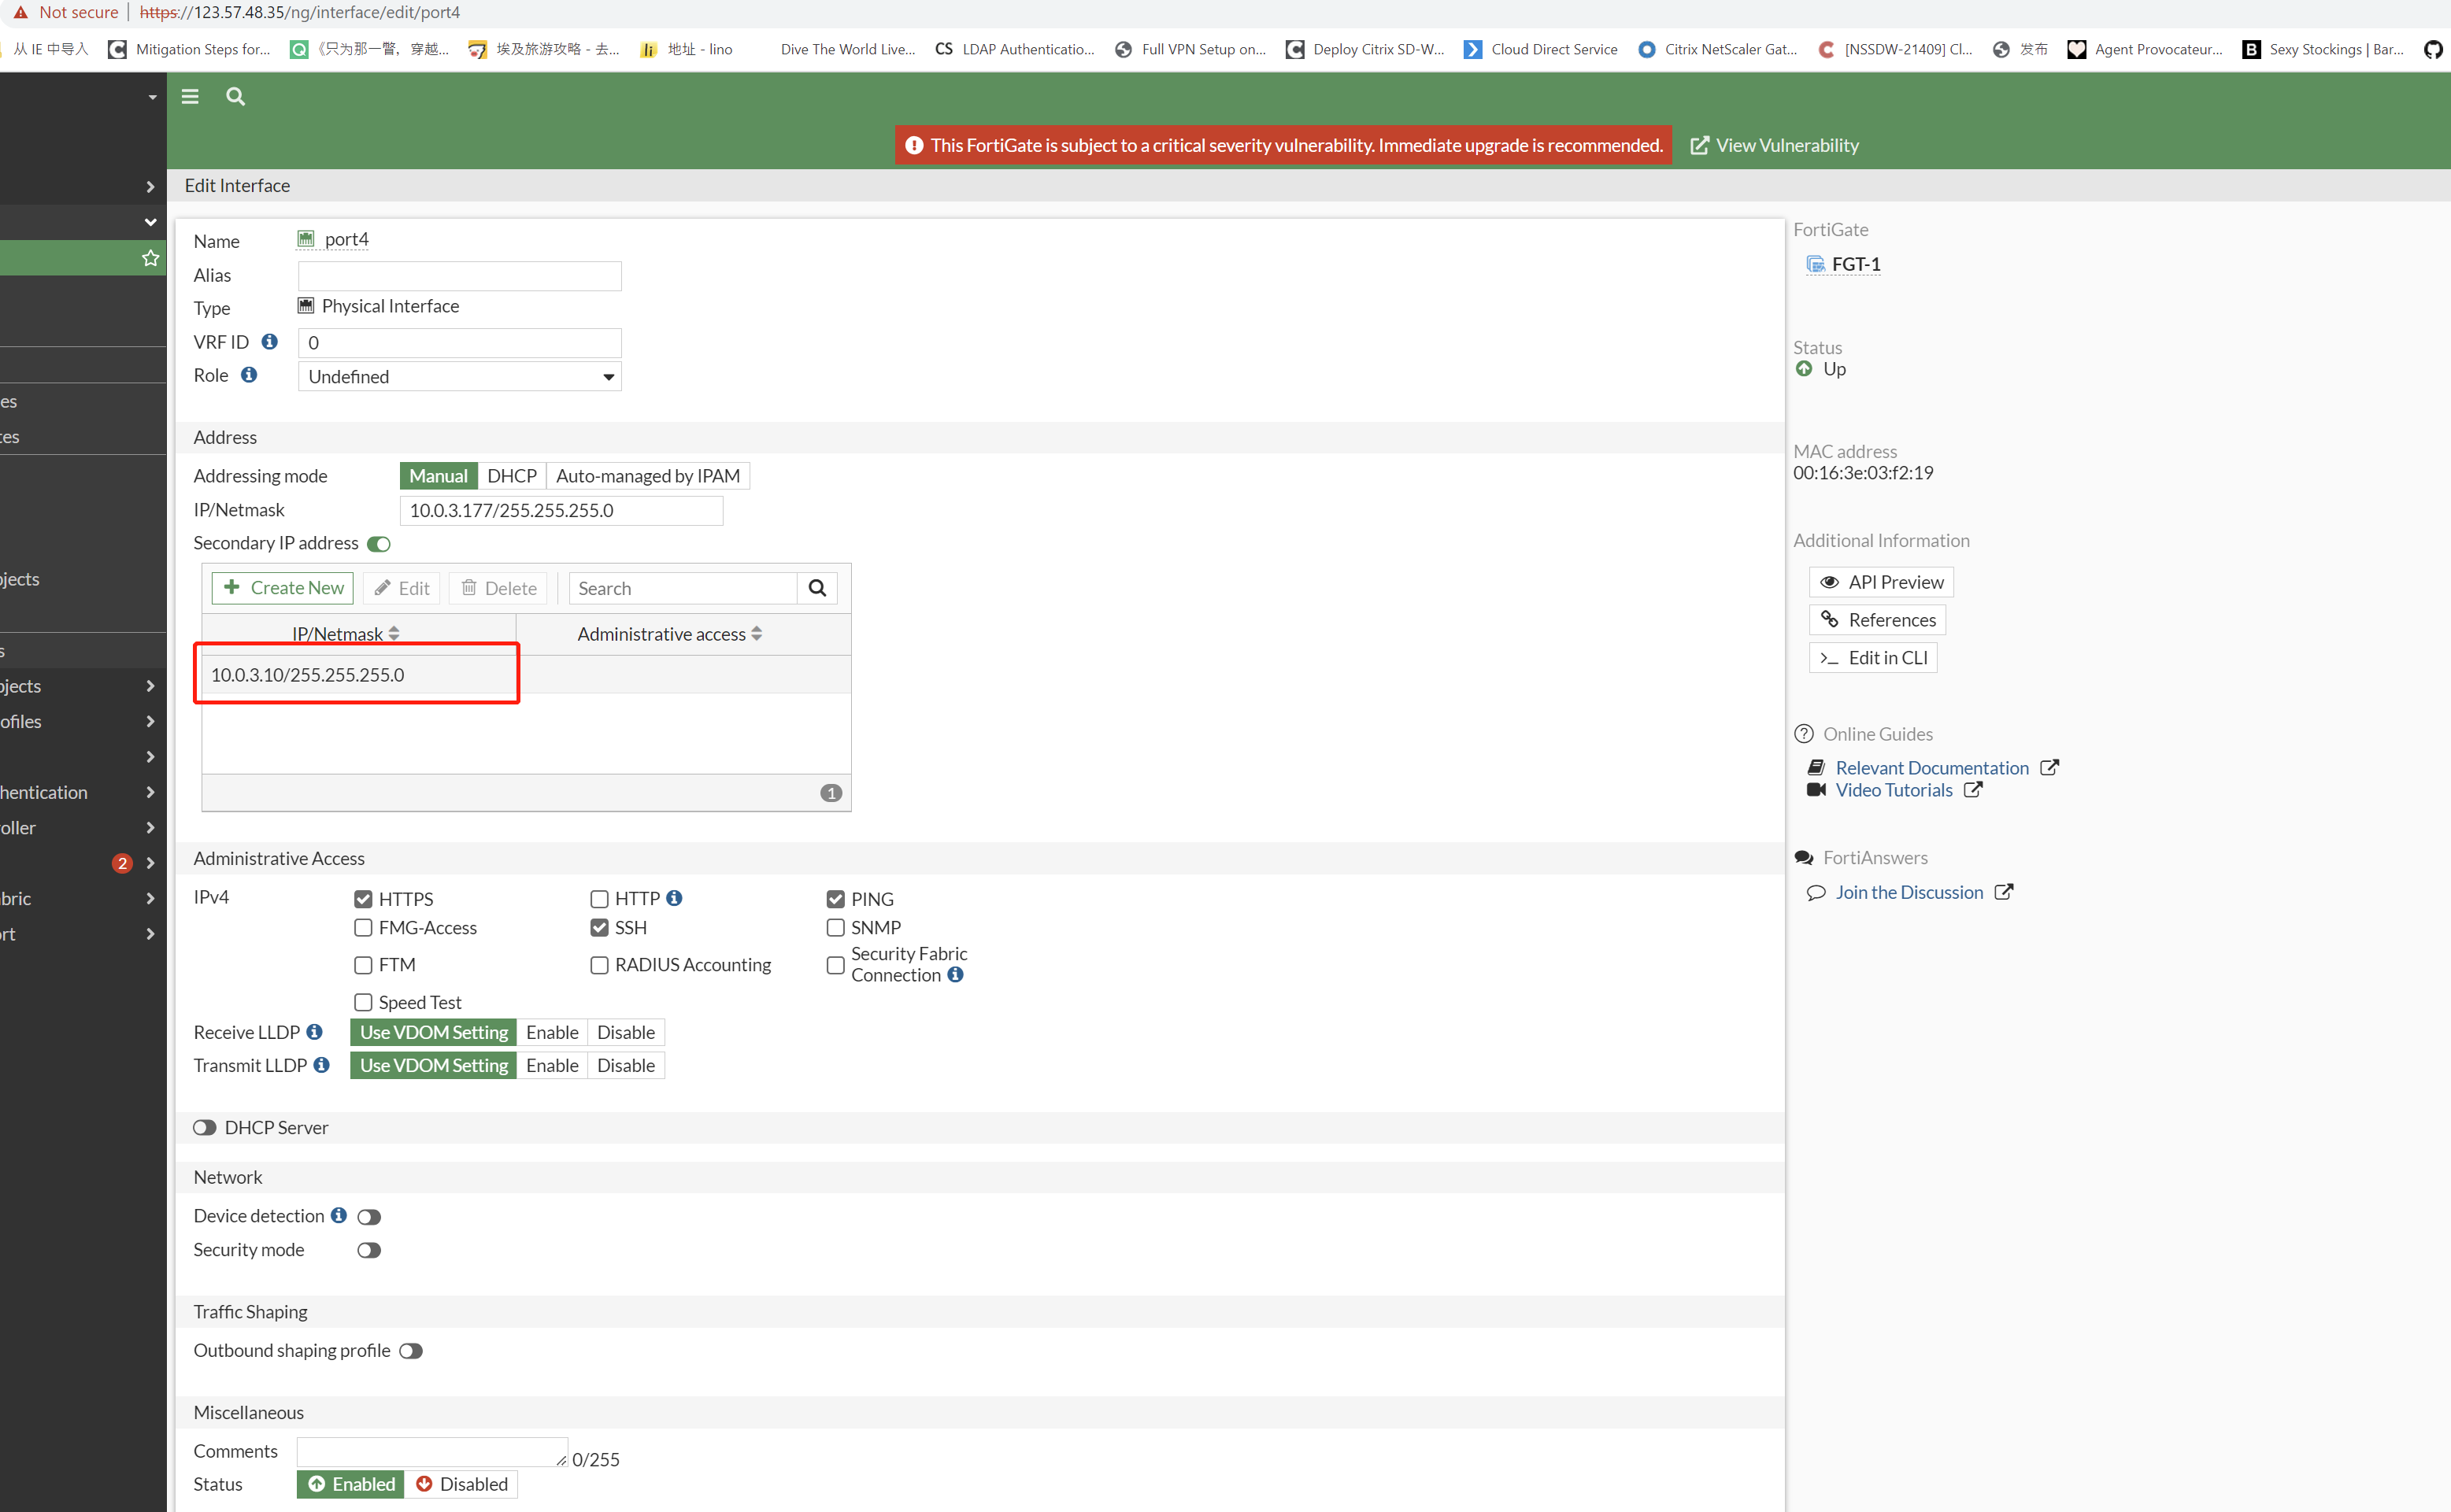 Not secure | https://123.57.48.35/ng/interface/edit/port4
从 IE 中导入 Mitigation Steps for... 《只为那一瞥，穿越... 埃及旅游攻略 - 去... 地址 - lino Dive The World Live... CS LDAP Authenticatio... Full VPN Setup on... Deploy Citrix SD-W... Cloud Direct Service Citrix NetScaler Gat... [NSSDW-21409] Cl... 发布 Agent Provocateur... Sexy Stockings | Bar...
This FortiGate is subject to a critical severity vulnerability. Immediate upgrade is recommended. View Vulnerability
Edit Interface
Name port4
Alias
Type Physical Interface
VRF ID 0
Role Undefined
Address
Addressing mode Manual DHCP Auto-managed by IPAM
IP/Netmask 10.0.3.177/255.255.255.0
Secondary IP address
Create New Edit Delete Search
IP/Netmask Administrative access
10.0.3.10/255.255.255.0
1
Administrative Access
IPv4 HTTPS HTTP PING
FMG-Access SSH SNMP
FTM RADIUS Accounting Security Fabric
Connection
Speed Test
Receive LLDP Use VDOM Setting Enable Disable
Transmit LLDP Use VDOM Setting Enable Disable
DHCP Server
Network
Device detection
Security mode
Traffic Shaping
Outbound shaping profile
Miscellaneous
Comments 0/255
Status Enabled Disabled
FortiGate
FGT-1
Status
Up
MAC address
00:16:3e:03:f2:19
Additional Information
API Preview
References
Edit in CLI
Online Guides
Relevant Documentation
Video Tutorials
FortiAnswers
Join the Discussion
es
tes
jects
s
jects
ofiles
hentication
oller
2
bric
rt